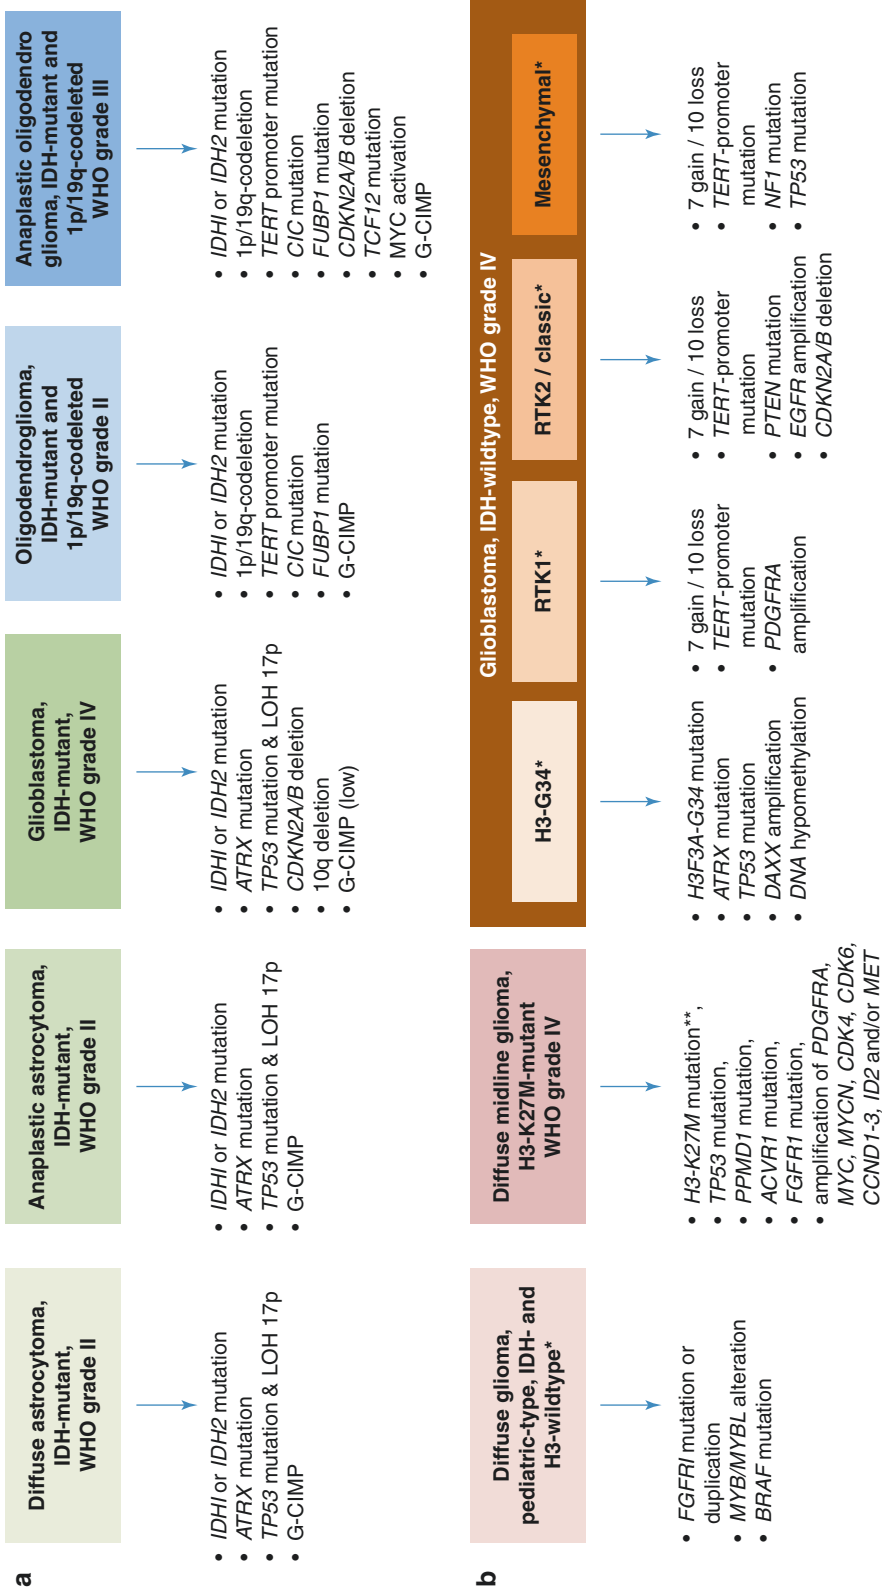 a
Diffuse astrocytoma,
IDH-mutant,
WHO grade II
• IDHI or IDH2 mutation
• ATRX mutation
• TP53 mutation & LOH 17p
• G-CIMP
Anaplastic astrocytoma,
IDH-mutant,
WHO grade II
• IDHI or IDH2 mutation
• ATRX mutation
• TP53 mutation & LOH 17p
• G-CIMP
Glioblastoma,
IDH-mutant,
WHO grade IV
• IDHI or IDH2 mutation
• ATRX mutation
• TP53 mutation & LOH 17p
• CDKN2A/B deletion
• 10q deletion
• G-CIMP (low)
Oligodendroglioma,
IDH-mutant and
1p/19q-codeleted
WHO grade II
• IDHI or IDH2 mutation
• 1p/19q-codeletion
• TERT promoter mutation
• CIC mutation
• FUBP1 mutation
• G-CIMP
Anaplastic oligodendro
glioma, IDH-mutant and
1p/19q-codeleted
WHO grade III
• IDHI or IDH2 mutation
• 1p/19q-codeletion
• TERT promoter mutation
• CIC mutation
• FUBP1 mutation
• CDKN2A/B deletion
• TCF12 mutation
• MYC activation
• G-CIMP
b
Diffuse glioma,
pediatric-type, IDH- and
H3-wildtype*
• FGFRI mutation or
duplication
• MYB/MYBL alteration
• BRAF mutation
Diffuse midline glioma,
H3-K27M-mutant
WHO grade IV
• H3-K27M mutation**,
• TP53 mutation,
• PPMD1 mutation,
• ACVR1 mutation,
• FGFR1 mutation,
• amplification of PDGFRA,
MYC, MYCN, CDK4, CDK6,
CCND1-3, ID2 and/or MET
Glioblastoma, IDH-wildtype, WHO grade IV
H3-G34*
• H3F3A-G34 mutation
• ATRX mutation
• TP53 mutation
• DAXX amplification
• DNA hypomethylation
RTK1*
• 7 gain / 10 loss
• TERT-promoter
mutation
• PDGFRA
amplification
RTK2 / classic*
• 7 gain / 10 loss
• TERT-promoter
mutation
• PTEN mutation
• EGFR amplification
• CDKN2A/B deletion
Mesenchymal*
• 7 gain / 10 loss
• TERT-promoter
mutation
• NF1 mutation
• TP53 mutation